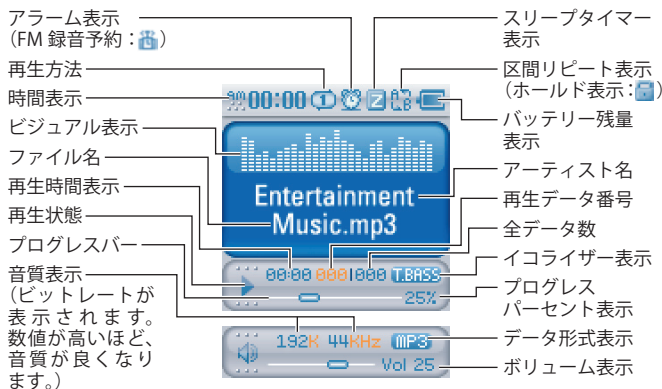 アラーム表示
（FM 録音予約：）
再生方法
時間表示
ビジュアル表示
ファイル名
再生時間表示
再生状態
プログレスバー
音質表示
（ビットレートが
表示されます。
数値が高いほど、
音質が良くなり
ます。）
am 00:00 1 Z A B
Entertainment
Music.mp3
00:00 000|000 T.BASS
25%
192K 44KHz MP3
Vol 25
スリープタイマー
表示
区間リピート表示
（ホールド表示：）
バッテリー残量
表示
アーティスト名
再生データ番号
全データ数
イコライザー表示
プログレス
パーセント表示
データ形式表示
ボリューム表示